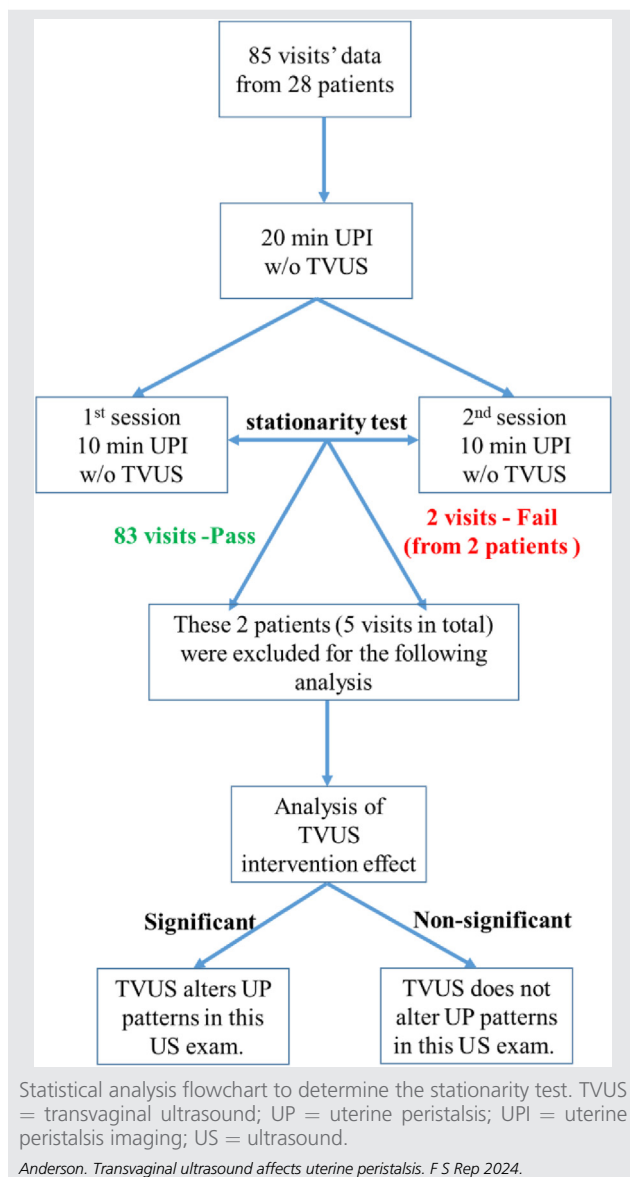 85 visits' data
from 28 patients
20 min UPI
w/o TVUS
1st session
10 min UPI
w/o TVUS
stationarity test
2nd session
10 min UPI
w/o TVUS
83 visits -Pass
2 visits - Fail
(from 2 patients )
These 2 patients (5 visits in total)
were excluded for the following
analysis
Analysis of
TVUS
intervention effect
Significant
Non-significant
TVUS alters UP
patterns in this
US exam.
TVUS does not
alter UP patterns
in this US exam.
Statistical analysis flowchart to determine the stationarity test. TVUS
= transvaginal ultrasound; UP = uterine peristalsis; UPI = uterine
peristalsis imaging; US = ultrasound.
Anderson. Transvaginal ultrasound affects uterine peristalsis. F S Rep 2024.